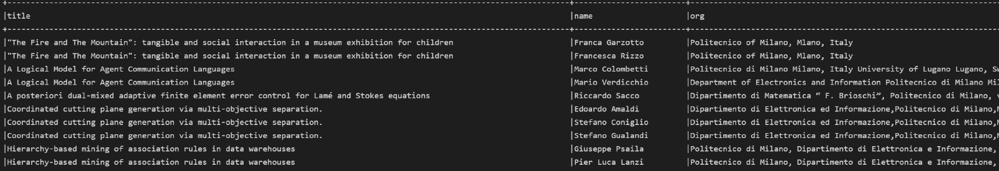 |title |name |org
|"The Fire and The Mountain": tangible and social interaction in a museum exhibition for children |Franca Garzotto |Politecnico of Milano, Mlano, Italy
|"The Fire and The Mountain": tangible and social interaction in a museum exhibition for children |Francesca Rizzo |Politecnico of Milano, Mlano, Italy
|A Logical Model for Agent Communication Languages |Marco Colombetti |Politecnico di Milano Milano, Italy University of Lugano Lugano, Sw
|A Logical Model for Agent Communication Languages |Mario Verdicchio |Department of Electronics and Information Politecnico di Milano Mil
|A posteriori dual-mixed adaptive finite element error control for Lamé and Stokes equations |Riccardo Sacco |Dipartimento di Matematica “ F. Brioschi”, Politecnico di Milano,
|Coordinated cutting plane generation via multi-objective separation. |Edoardo Amaldi |Dipartimento di Elettronica ed Informazione,Politecnico di Milano,
|Coordinated cutting plane generation via multi-objective separation. |Stefano Coniglio |Dipartimento di Elettronica ed Informazione,Politecnico di Milano,
|Coordinated cutting plane generation via multi-objective separation. |Stefano Gualandi |Dipartimento di Elettronica ed Informazione,Politecnico di Milano,
|Hierarchy-based mining of association rules in data warehouses |Giuseppe Psaila |Politecnico di Milano, Dipartimento di Elettronica e Informazione,
|Hierarchy-based mining of association rules in data warehouses |Pier Luca Lanzi |Politecnico di Milano, Dipartimento di Elettronica e Informazione,